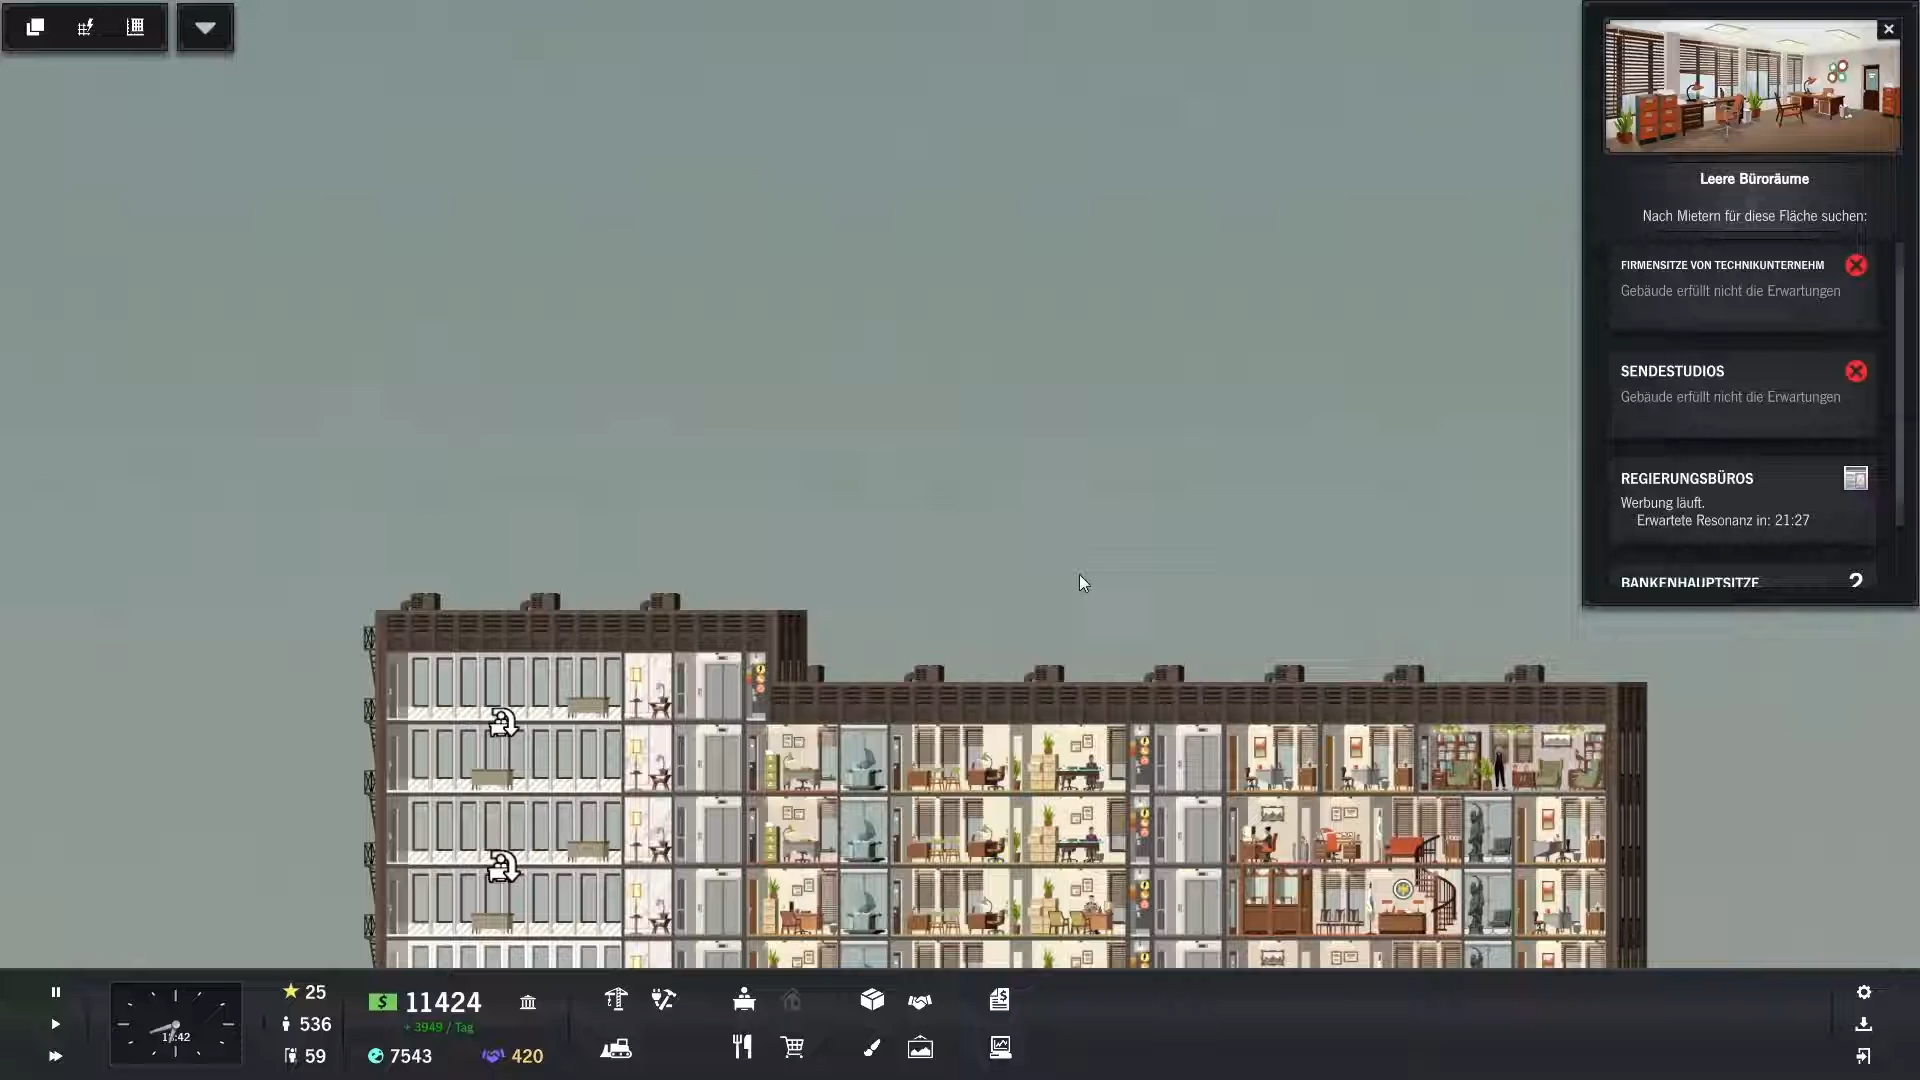 Leere Büroräume
Nach Mietern für diese Fläche suchen:
FIRMENSITZE VON TECHNIKUNTERNEHM
Gebäude erfüllt nicht die Erwartungen
SENDESTUDIOS
Gebäude erfüllt nicht die Erwartungen
REGIERUNGSBÜROS
Werbung läuft.
Erwartete Resonanz in: 21:27
BANKENHAUPTSITZE ?
25
536
59
$ 11424
+ 3949 / Tag
7543
420